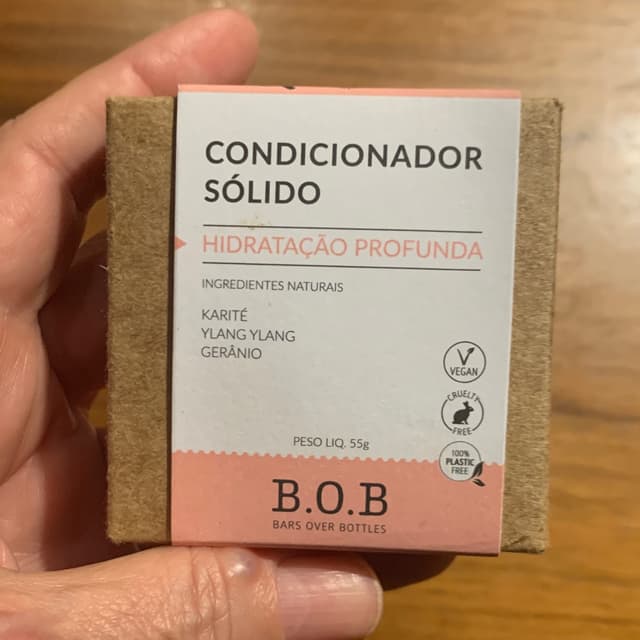 CONDICIONADOR
SÓLIDO
HIDRATAÇÃO PROFUNDA
INGREDIENTES NATURAIS
KARITÉ
YLANG YLANG
GERÂNIO
VEGAN
CRUELTY
FREE
100%
PLASTIC
FREE
PESO LIQ. 55g
B.O.B
BARS OVER BOTTLES